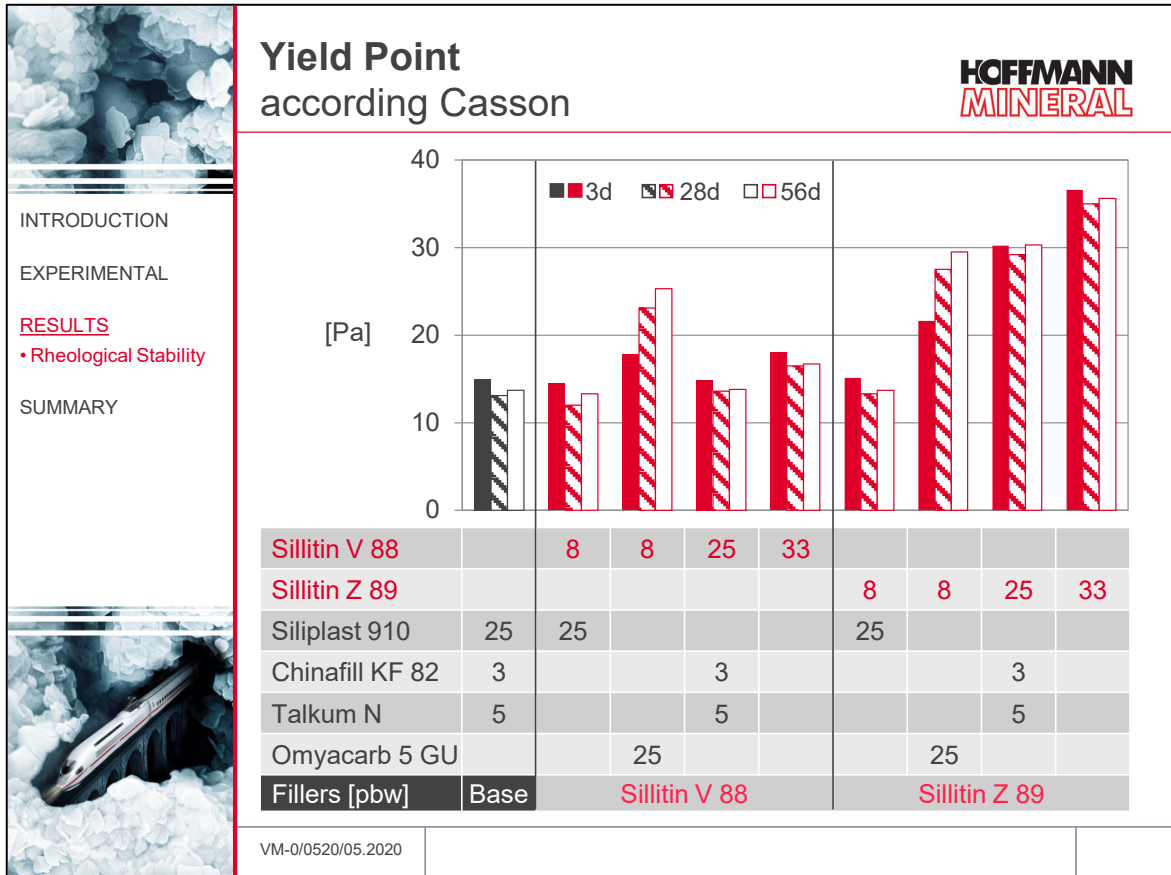 Yield Point
according Casson
HOFFMANN
MINERAL
INTRODUCTION
EXPERIMENTAL
RESULTS
• Rheological Stability
SUMMARY
40
30
20
10
0
[Pa]
3d 28d 56d
Sillitin V 88 8 8 25 33
Sillitin Z 89 8 8 25 33
Siliplast 910 25 25 25
Chinafill KF 82 3 3 3
Talkum N 5 5 5
Omyacarb 5 GU 25 25
Fillers [pbw] Base Sillitin V 88 Sillitin Z 89
VM-0/0520/05.2020